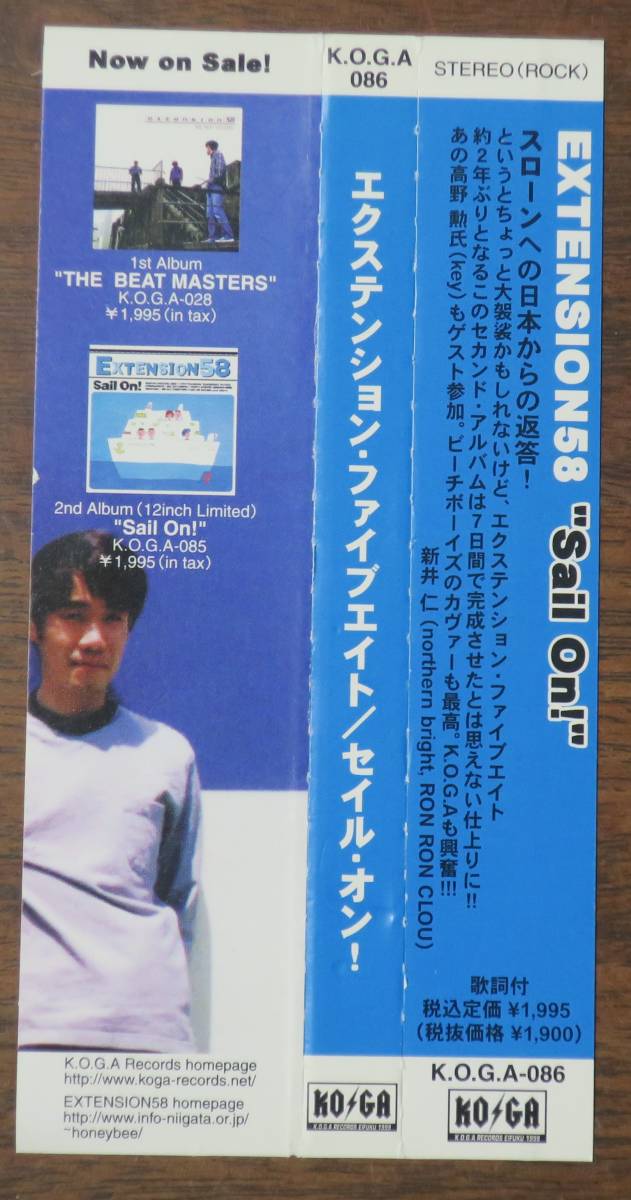 Now on Sale!
extension58
1st Album
"THE BEAT MASTERS"
K.O.G.A-028
¥1,995(in tax)
EXTENSION58
Sail On!
2nd Album(12inch Limited)
"Sail On!"
K.O.G.A-085
¥1,995(in tax)
K.O.G.A Records homepage
http://www.koga-records.net/
EXTENSION58 homepage
http://www.info-niigata.or.jp/
~honeybee/
K.O.G.A
086
エクステンション・ファイブエイト/セイル・オン!
KO GA
K.O.G.A RECORDS EIFUKU 1999
STEREO(ROCK)
EXTENSION58 "Sail On!"
スローンへの日本からの返答!
というとちょっと大袈裟かもしれないけど、エクステンション・ファイブエイト
約2年ぶりとなるこのセカンド・アルバムは7日間で完成させたとは思えない仕上りに!!
あの高野 勲氏(key)もゲスト参加。ビーチボーイズのカヴァーも最高。K.O.G.Aも興奮!!!
新井 仁(northern bright, RON RON CLOU)
歌詞付
税込定価 ¥1,995
(税抜価格 ¥1,900)
K.O.G.A-086
KO GA
K.O.G.A RECORDS EIFUKU 1999